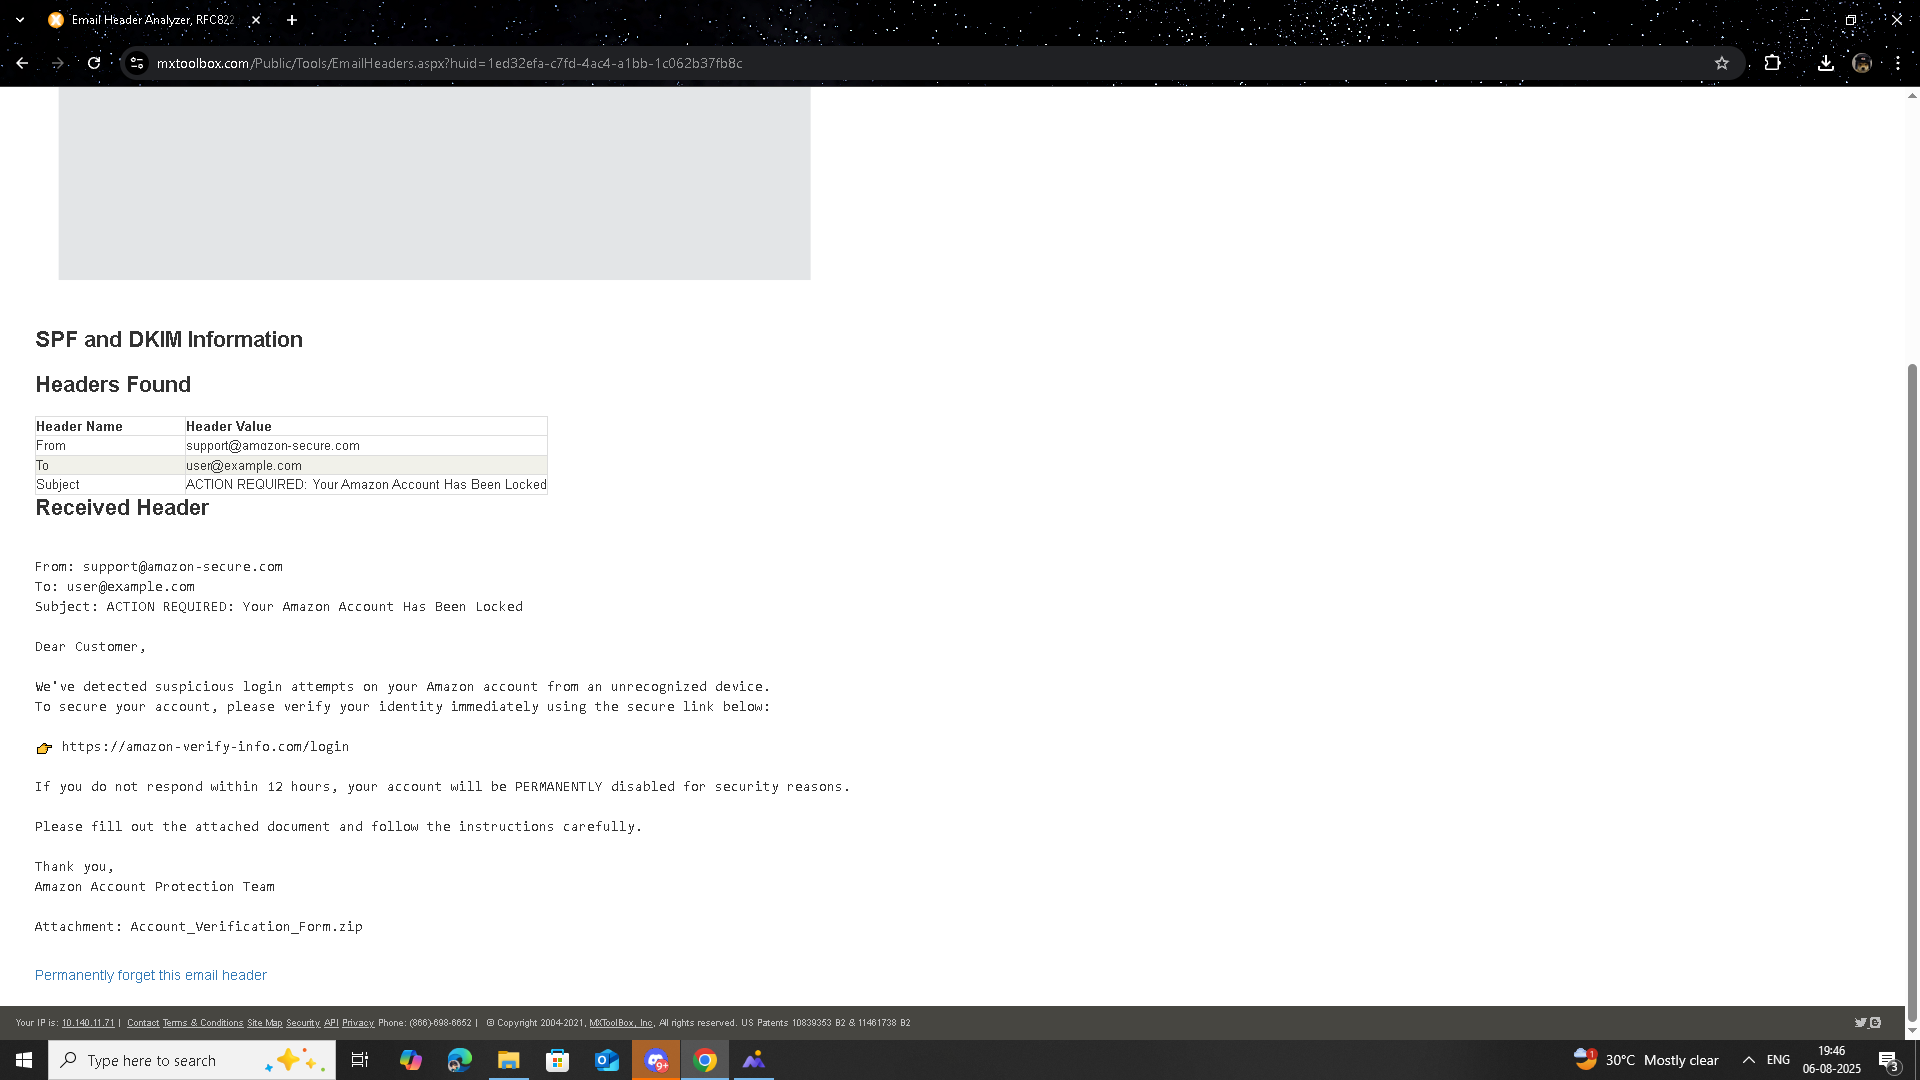 Email Header Analyzer, RFC822
mxtoolbox.com/Public/Tools/EmailHeaders.aspx?huid=1ed32efa-c7fd-4ac4-a1bb-1c062b37fb8c
SPF and DKIM Information
Headers Found
Header Name Header Value
From support@amazon-secure.com
To user@example.com
Subject ACTION REQUIRED: Your Amazon Account Has Been Locked
Received Header
From: support@amazon-secure.com
To: user@example.com
Subject: ACTION REQUIRED: Your Amazon Account Has Been Locked
Dear Customer,
We've detected suspicious login attempts on your Amazon account from an unrecognized device.
To secure your account, please verify your identity immediately using the secure link below:
👉 https://amazon-verify-info.com/login
If you do not respond within 12 hours, your account will be PERMANENTLY disabled for security reasons.
Please fill out the attached document and follow the instructions carefully.
Thank you,
Amazon Account Protection Team
Attachment: Account_Verification_Form.zip
Permanently forget this email header
Your IP is: 10.140.11.71 | Contact Terms & Conditions Site Map Security API Privacy Phone: (866)-698-6652 | © Copyright 2004-2021, MXToolBox, Inc, All rights reserved. US Patents 10839353 B2 & 11461738 B2
Type here to search
9+
1
30°C Mostly clear
ENG
19:46
06-08-2025
3